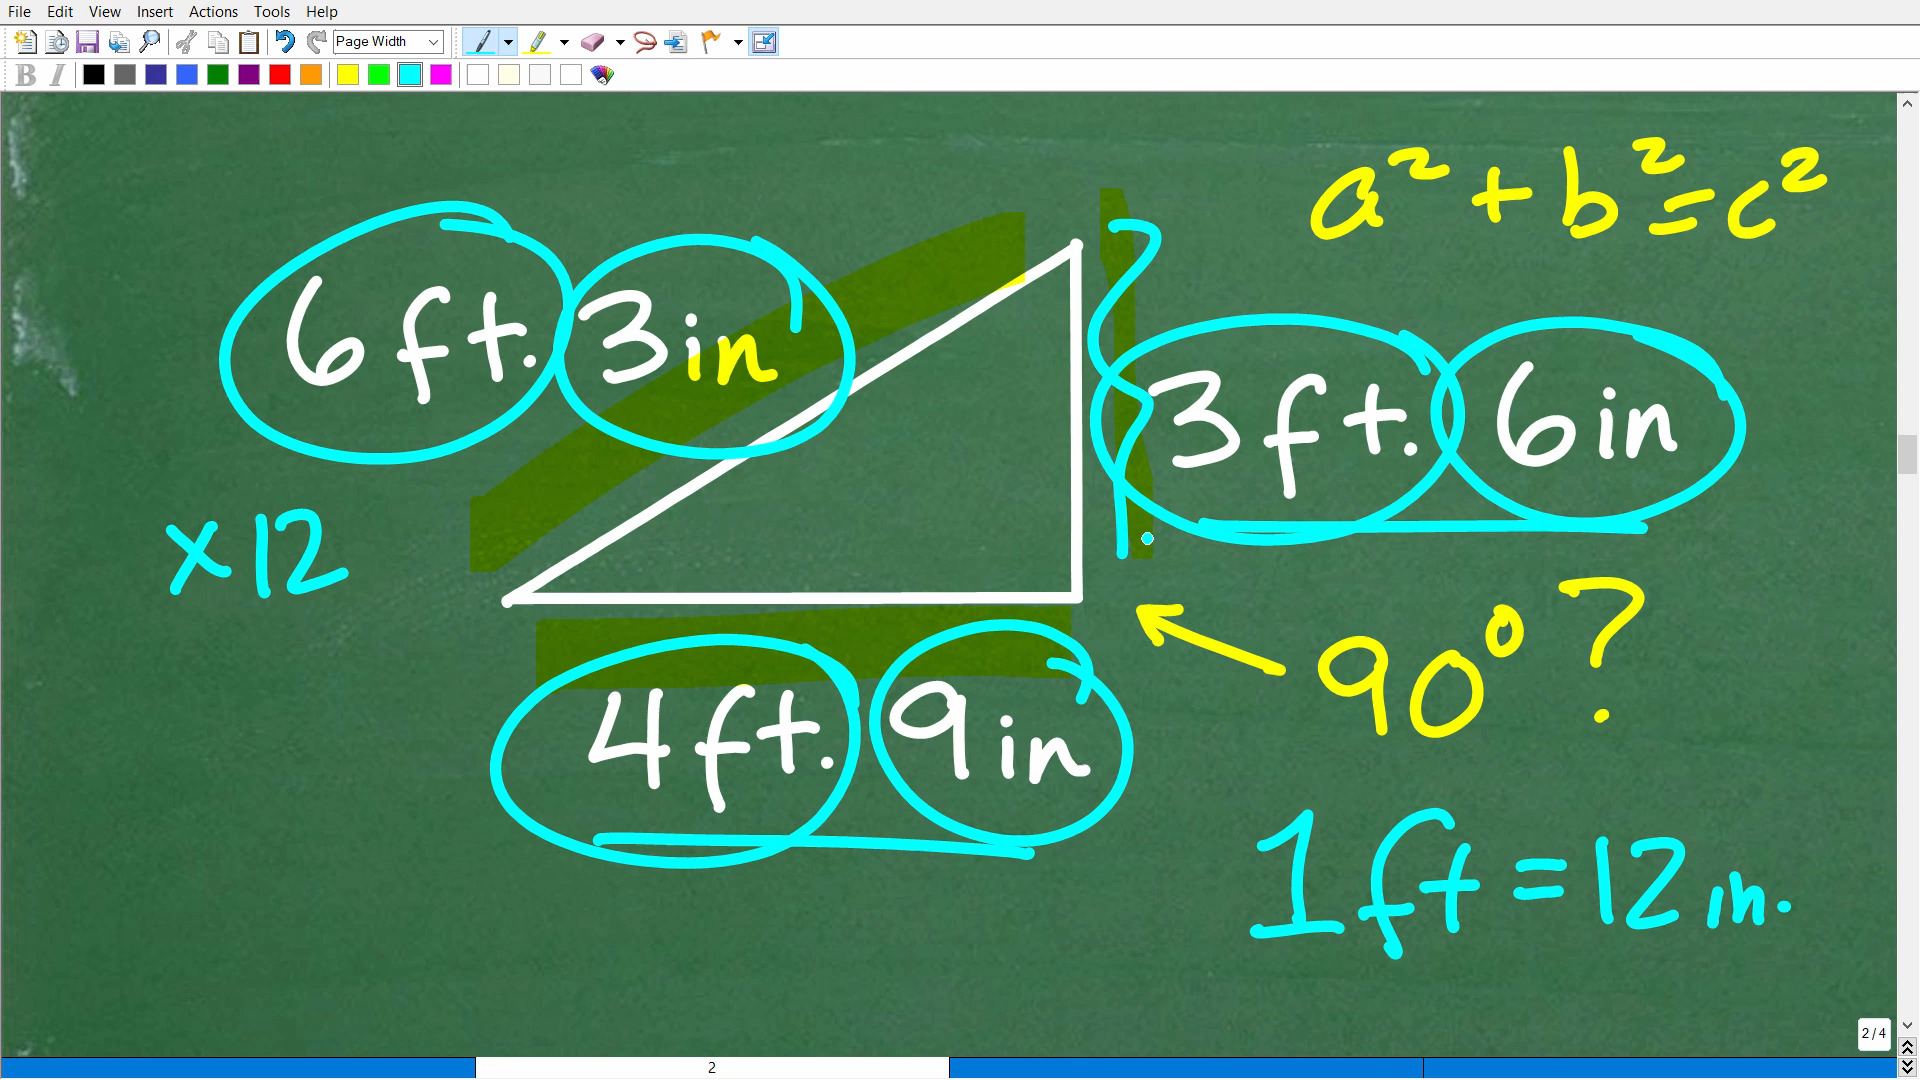 File Edit View Insert Actions Tools Help
Page Width
B I
a² + b² = c²
6 ft. 3 in
3 ft. 6 in
x 12
90° ?
4 ft. 9 in
1 ft = 12 in.
2 / 4
2